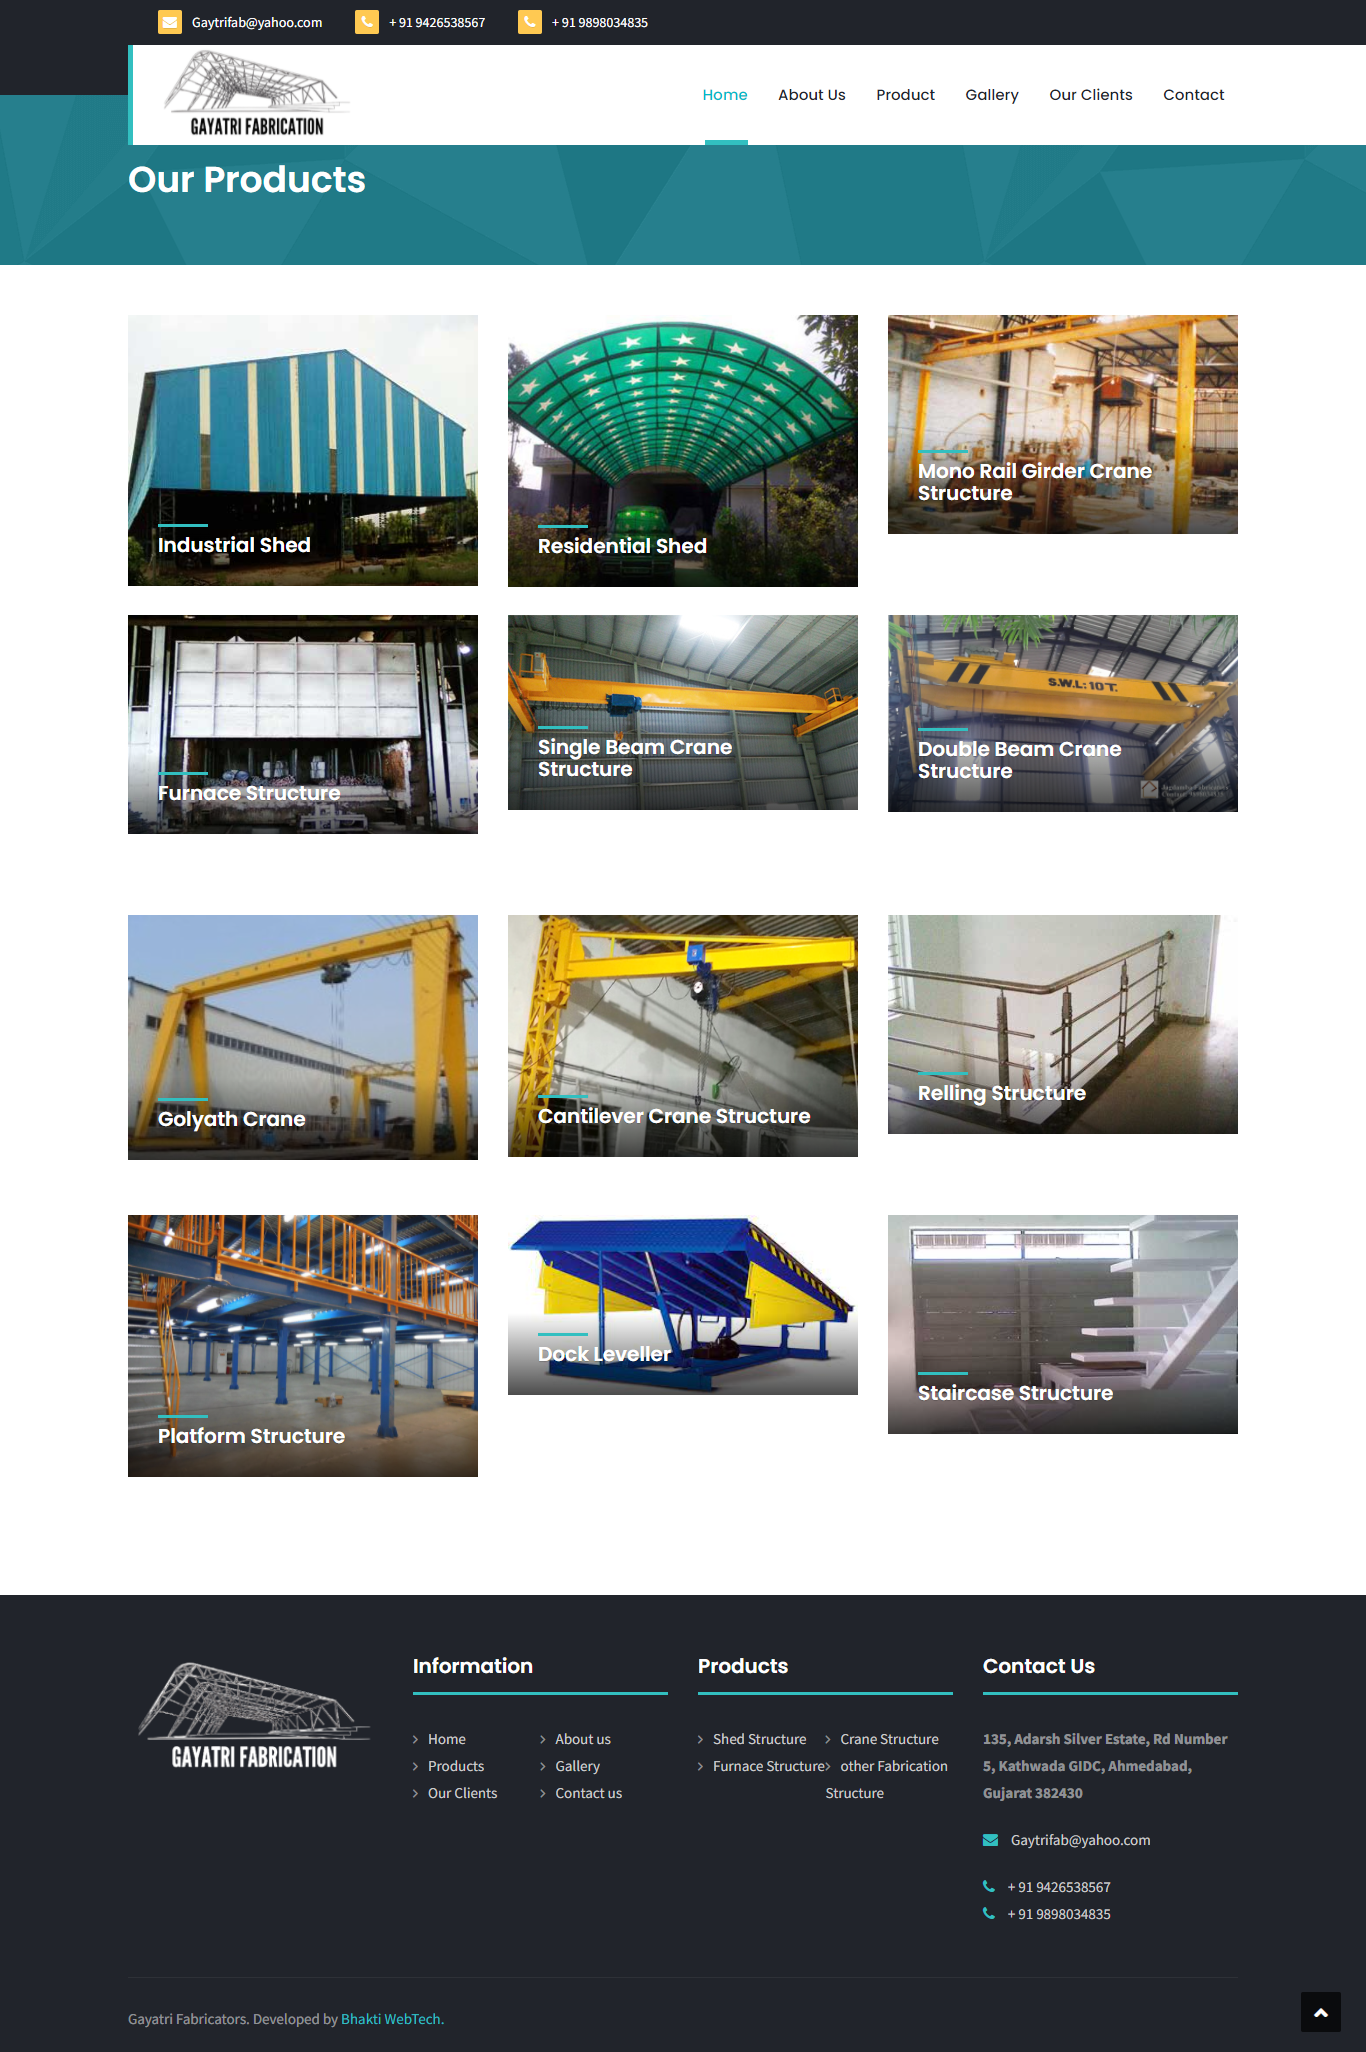 Gaytrifab@yahoo.com
+ 91 9426538567
+ 91 9898034835
GAYATRI FABRICATION
Home
About Us
Product
Gallery
Our Clients
Contact
Our Products
Industrial Shed
Residential Shed
Mono Rail Girder Crane
Structure
Furnace Structure
Single Beam Crane
Structure
S.W.L:10T.
Double Beam Crane
Structure
Golyath Crane
Cantilever Crane Structure
Relling Structure
Platform Structure
Dock Leveller
Staircase Structure
GAYATRI FABRICATION
Information
Home
About us
Products
Gallery
Our Clients
Contact us
Products
Shed Structure
Crane Structure
Furnace Structure
other Fabrication
Structure
Contact Us
135, Adarsh Silver Estate, Rd Number
5, Kathwada GIDC, Ahmedabad,
Gujarat 382430
Gaytrifab@yahoo.com
+ 91 9426538567
+ 91 9898034835
Gayatri Fabricators. Developed by Bhakti WebTech.